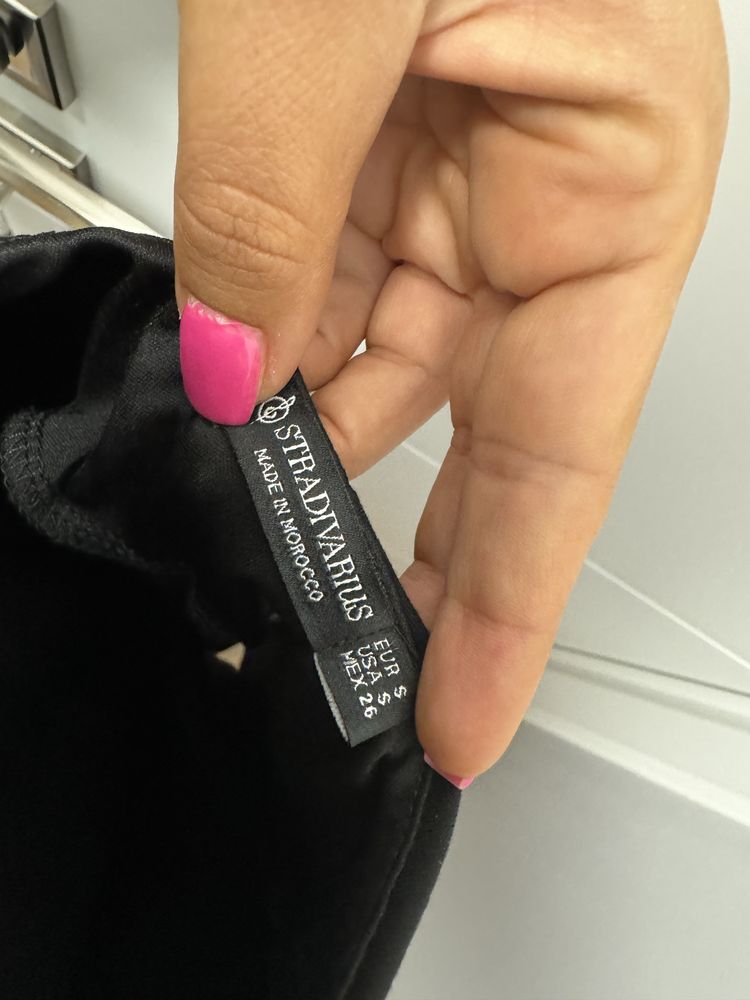 STRADIVARIUS
MADE IN MOROCCO
EUR S
USA S
MEX 26